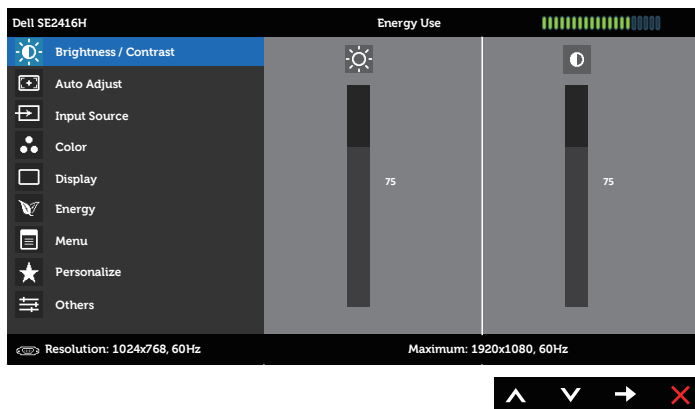 Dell SE2416H Energy Use
Brightness / Contrast
Auto Adjust
Input Source
Color
Display
75 75
Energy
Menu
Personalize
Others
Resolution: 1024x768, 60Hz Maximum: 1920x1080, 60Hz